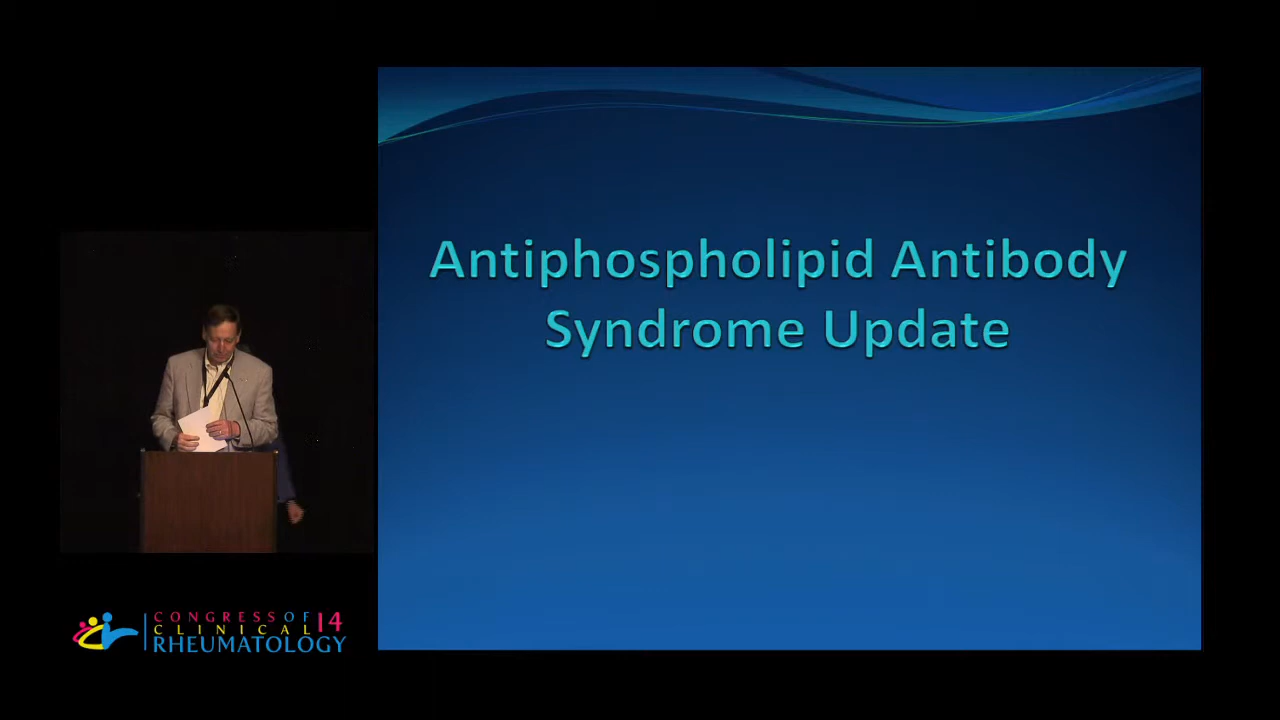 Antiphospholipid Antibody
Syndrome Update
CONGRESS OF 14
CLINICAL
RHEUMATOLOGY